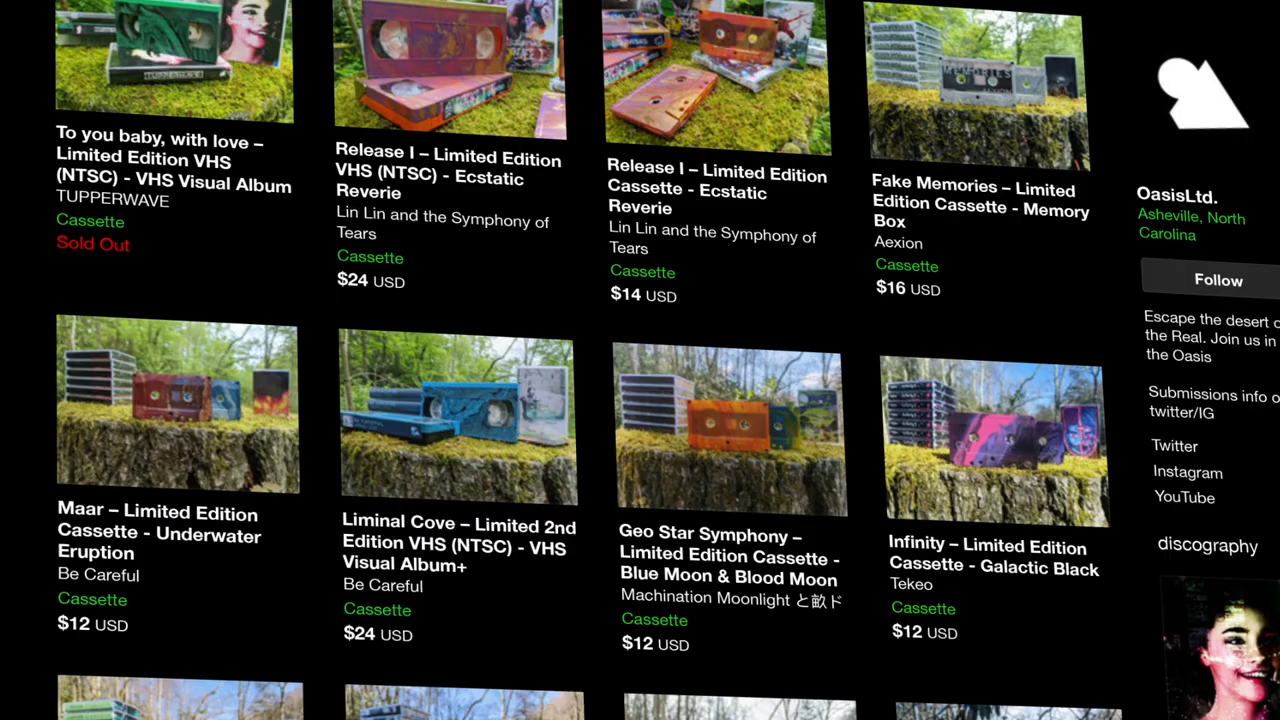 TUPPERWAVE
To you baby, with love –
Limited Edition VHS
(NTSC) - VHS Visual Album
TUPPERWAVE
Cassette
Sold Out
Release I – Limited Edition
VHS (NTSC) - Ecstatic
Reverie
Lin Lin and the Symphony of
Tears
Cassette
$24 USD
Release I – Limited Edition
Cassette - Ecstatic
Reverie
Lin Lin and the Symphony of
Tears
Cassette
$14 USD
Fake Memories – Limited
Edition Cassette - Memory
Box
Aexion
Cassette
$16 USD
OasisLtd.
Asheville, North
Carolina
Follow
Escape the desert o
the Real. Join us in
the Oasis
Submissions info o
twitter/IG
Twitter
Instagram
YouTube
discography
Maar – Limited Edition
Cassette - Underwater
Eruption
Be Careful
Cassette
$12 USD
Liminal Cove – Limited 2nd
Edition VHS (NTSC) - VHS
Visual Album+
Be Careful
Cassette
$24 USD
Geo Star Symphony –
Limited Edition Cassette -
Blue Moon & Blood Moon
Machination Moonlight と畝ド
Cassette
$12 USD
Infinity – Limited Edition
Cassette - Galactic Black
Tekeo
Cassette
$12 USD